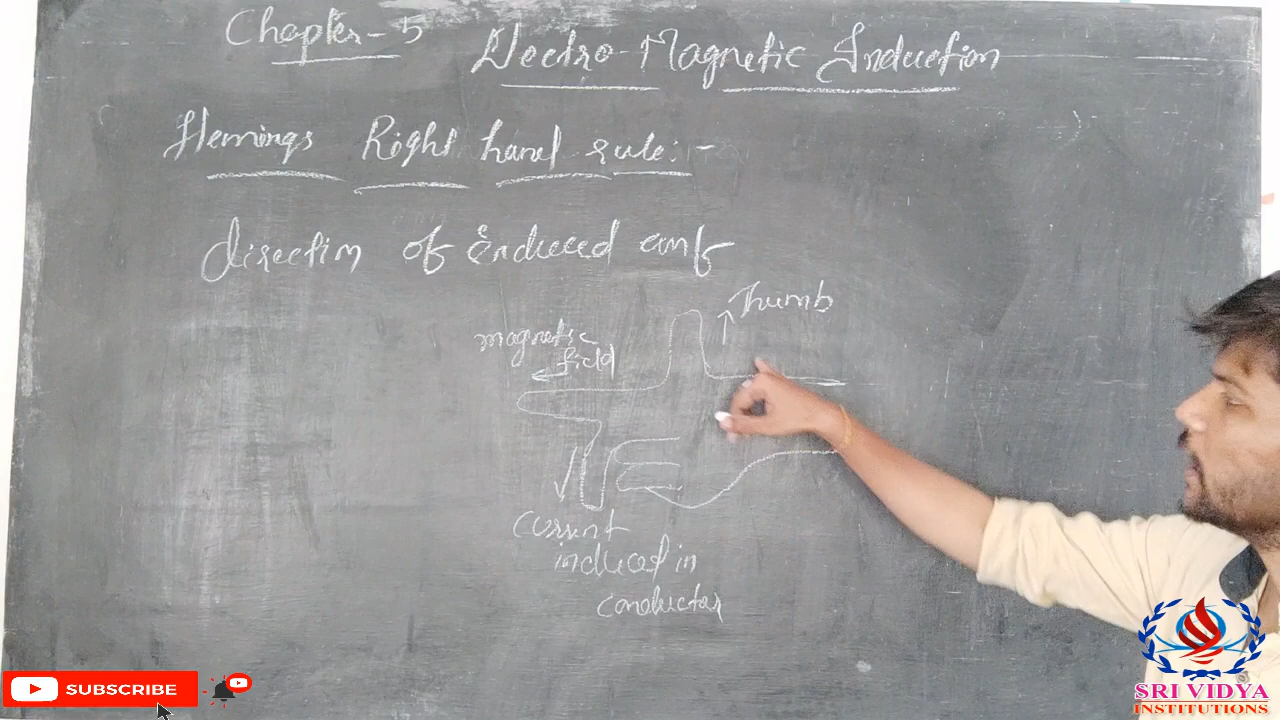 Chapter-5
Electro-Magnetic Induction
Flemings Right hand rule:-
direction of induced emf
Thumb
magnetic
field
Current
induced in
conductor
SUBSCRIBE
SRI VIDYA
INSTITUTIONS